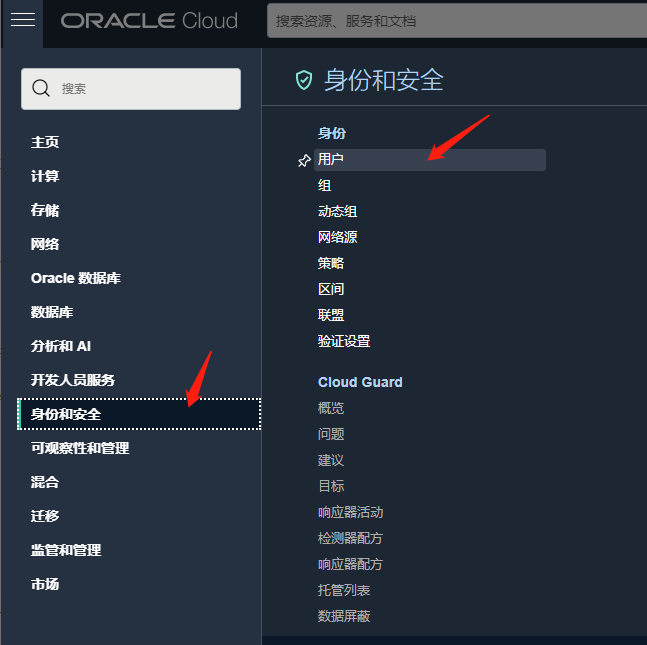 ORACLE Cloud
搜索资源、服务和文档
搜索
主页
计算
存储
网络
Oracle 数据库
数据库
分析和 AI
开发人员服务
身份和安全
可观察性和管理
混合
迁移
监管和管理
市场
身份和安全
身份
用户
组
动态组
网络源
策略
区间
联盟
验证设置
Cloud Guard
概览
问题
建议
目标
响应器活动
检测器配方
响应器配方
托管列表
数据屏蔽